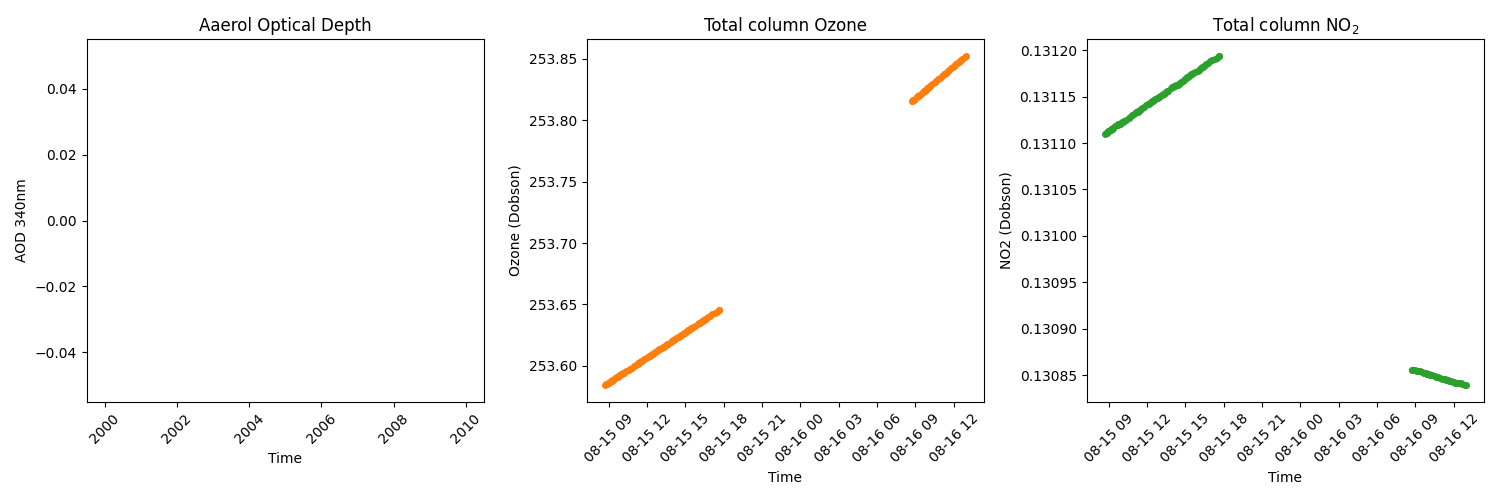 Aaerol Optical Depth
AOD 340nm
0.04
0.02
0.00
−0.02
−0.04
2000 2002 2004 2006 2008 2010
Time
Total column Ozone
Ozone (Dobson)
253.85
253.80
253.75
253.70
253.65
253.60
08-15 09 08-15 12 08-15 15 08-15 18 08-15 21 08-16 00 08-16 03 08-16 06 08-16 09 08-16 12
Time
Total column NO₂
NO2 (Dobson)
0.13120
0.13115
0.13110
0.13105
0.13100
0.13095
0.13090
0.13085
08-15 09 08-15 12 08-15 15 08-15 18 08-15 21 08-16 00 08-16 03 08-16 06 08-16 09 08-16 12
Time